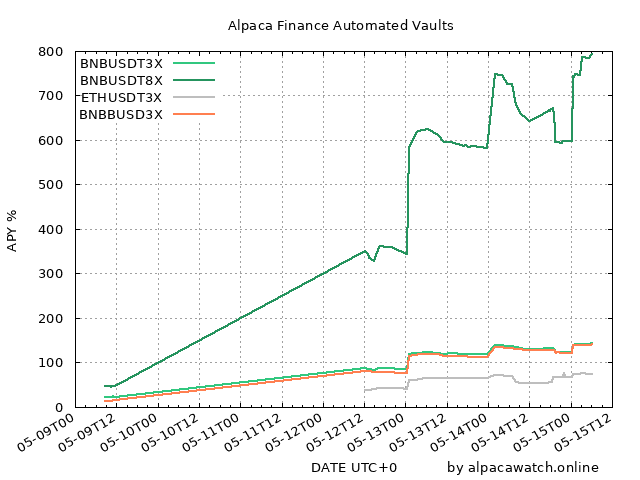 Alpaca Finance Automated Vaults
BNBUSDT3X
BNBUSDT8X
ETHUSDT3X
BNBBUSD3X
APY %
800
700
600
500
400
300
200
100
0
05-09T00
05-09T12
05-10T00
05-10T12
05-11T00
05-11T12
05-12T00
05-12T12
05-13T00
05-13T12
05-14T00
05-14T12
05-15T00
05-15T12
DATE UTC+0
by alpacawatch.online